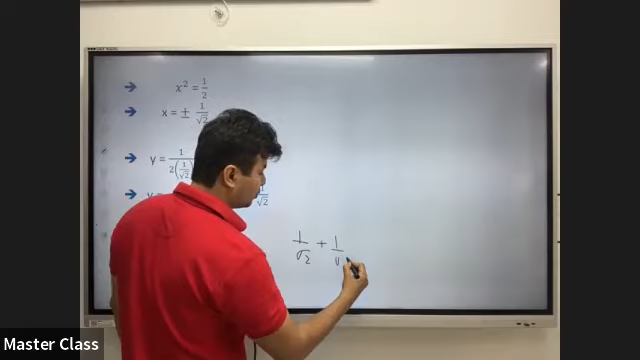 ➔ x² = 1/2
➔ x = ± 1/√2
➔ y = 1/2(1/√2)
➔ √2
1/√2 + 1/
Master Class